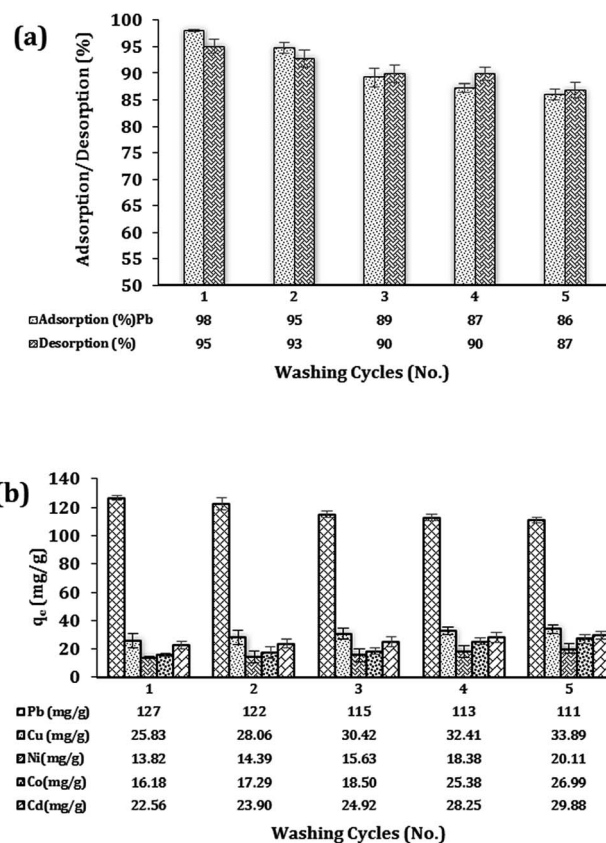 (a)
Adsorption/Desorption (%)
100
95
90
85
80
75
70
65
60
55
50
1 2 3 4 5
Adsorption (%)Pb 98 95 89 87 86
Desorption (%) 95 93 90 90 87
Washing Cycles (No.)
(b)
qe (mg/g)
140
120
100
80
60
40
20
0
1 2 3 4 5
Pb (mg/g) 127 122 115 113 111
Cu (mg/g) 25.83 28.06 30.42 32.41 33.89
Ni(mg/g) 13.82 14.39 15.63 18.38 20.11
Co(mg/g) 16.18 17.29 18.50 25.38 26.99
Cd(mg/g) 22.56 23.90 24.92 28.25 29.88
Washing Cycles (No.)